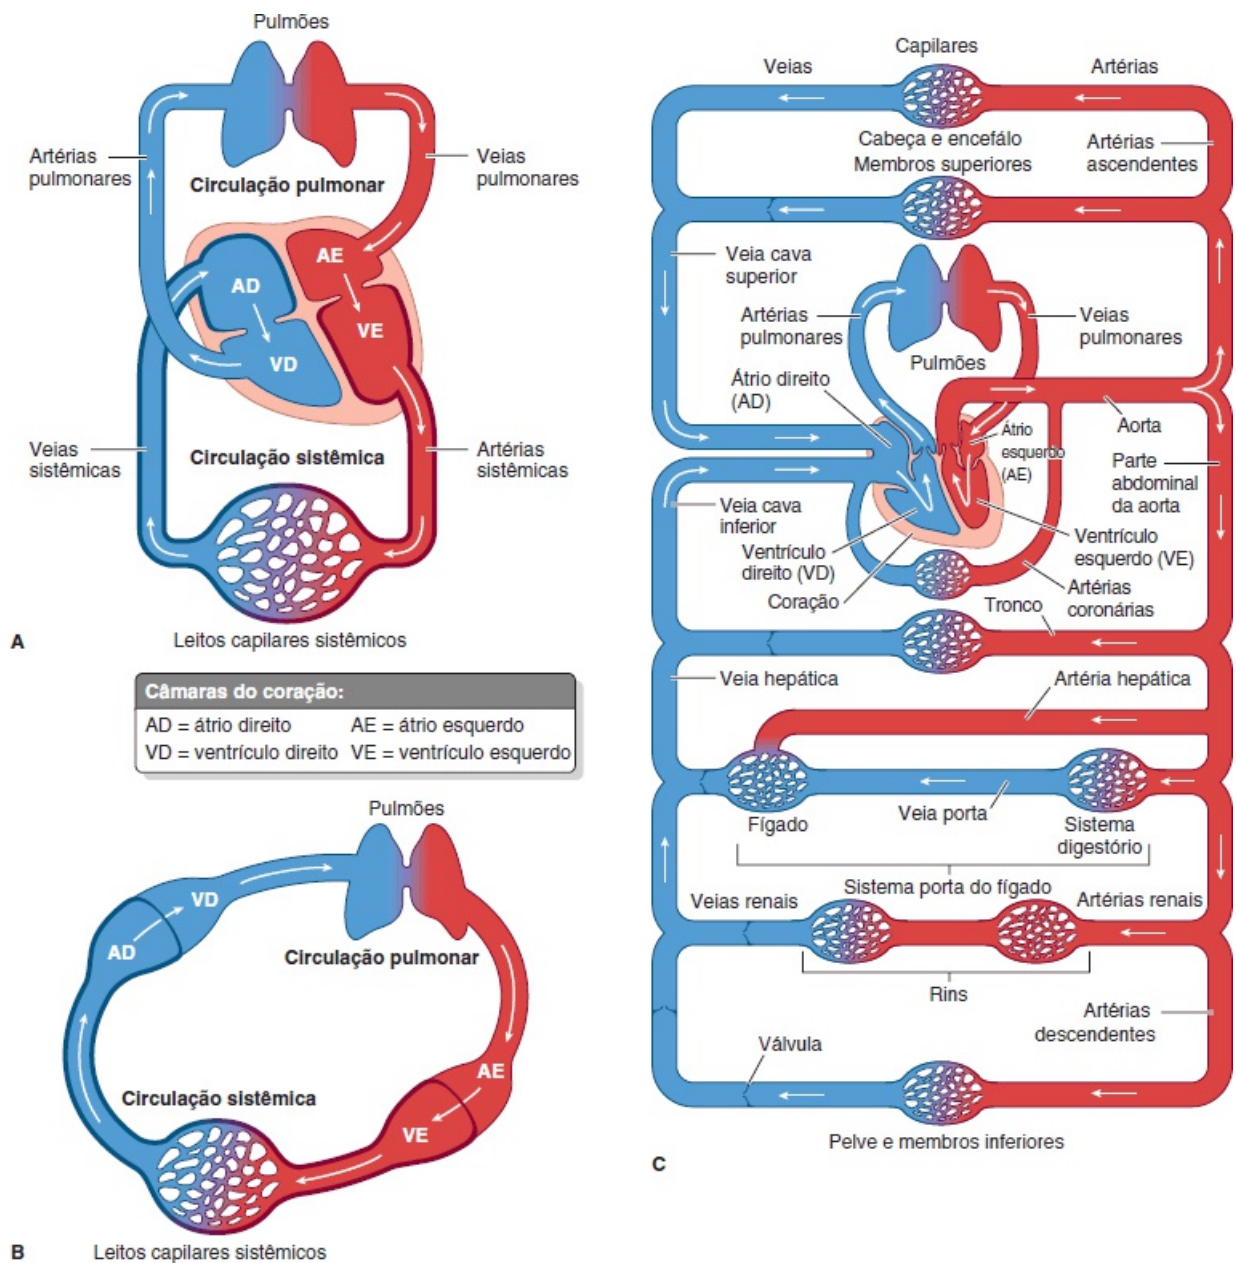 Pulmões
Artérias
pulmonares
Veias
pulmonares
Circulação pulmonar
AE
AD
VE
VD
Veias
sistêmicas
Circulação sistêmica
Artérias
sistêmicas
Leitos capilares sistêmicos
A
Câmaras do coração:
AD = átrio direito AE = átrio esquerdo
VD = ventrículo direito VE = ventrículo esquerdo
Pulmões
VD
AD
Circulação pulmonar
AE
Circulação sistêmica
VE
Leitos capilares sistêmicos
B
Capilares
Veias
Artérias
Cabeça e encefálo
Membros superiores
Artérias
ascendentes
Veia cava
superior
Artérias
pulmonares
Veias
pulmonares
Pulmões
Átrio direito
(AD)
Aorta
Átrio
esquerdo
(AE)
Parte
abdominal
da aorta
Veia cava
inferior
Ventrículo
direito (VD)
Ventrículo
esquerdo (VE)
Coração
Artérias
coronárias
Tronco
Veia hepática
Artéria hepática
Fígado
Veia porta
Sistema
digestório
Sistema porta do fígado
Veias renais
Artérias renais
Rins
Artérias
descendentes
Válvula
Pelve e membros inferiores
C